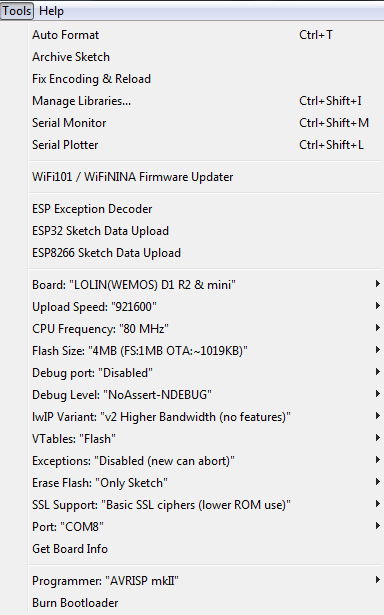 Tools Help
Auto Format Ctrl+T
Archive Sketch
Fix Encoding & Reload
Manage Libraries... Ctrl+Shift+I
Serial Monitor Ctrl+Shift+M
Serial Plotter Ctrl+Shift+L
WiFi101 / WiFiNINA Firmware Updater
ESP Exception Decoder
ESP32 Sketch Data Upload
ESP8266 Sketch Data Upload
Board: "LOLIN(WEMOS) D1 R2 & mini"
Upload Speed: "921600"
CPU Frequency: "80 MHz"
Flash Size: "4MB (FS:1MB OTA:~1019KB)"
Debug port: "Disabled"
Debug Level: "NoAssert-NDEBUG"
lwIP Variant: "v2 Higher Bandwidth (no features)"
VTables: "Flash"
Exceptions: "Disabled (new can abort)"
Erase Flash: "Only Sketch"
SSL Support: "Basic SSL ciphers (lower ROM use)"
Port: "COM8"
Get Board Info
Programmer: "AVRISP mkII"
Burn Bootloader